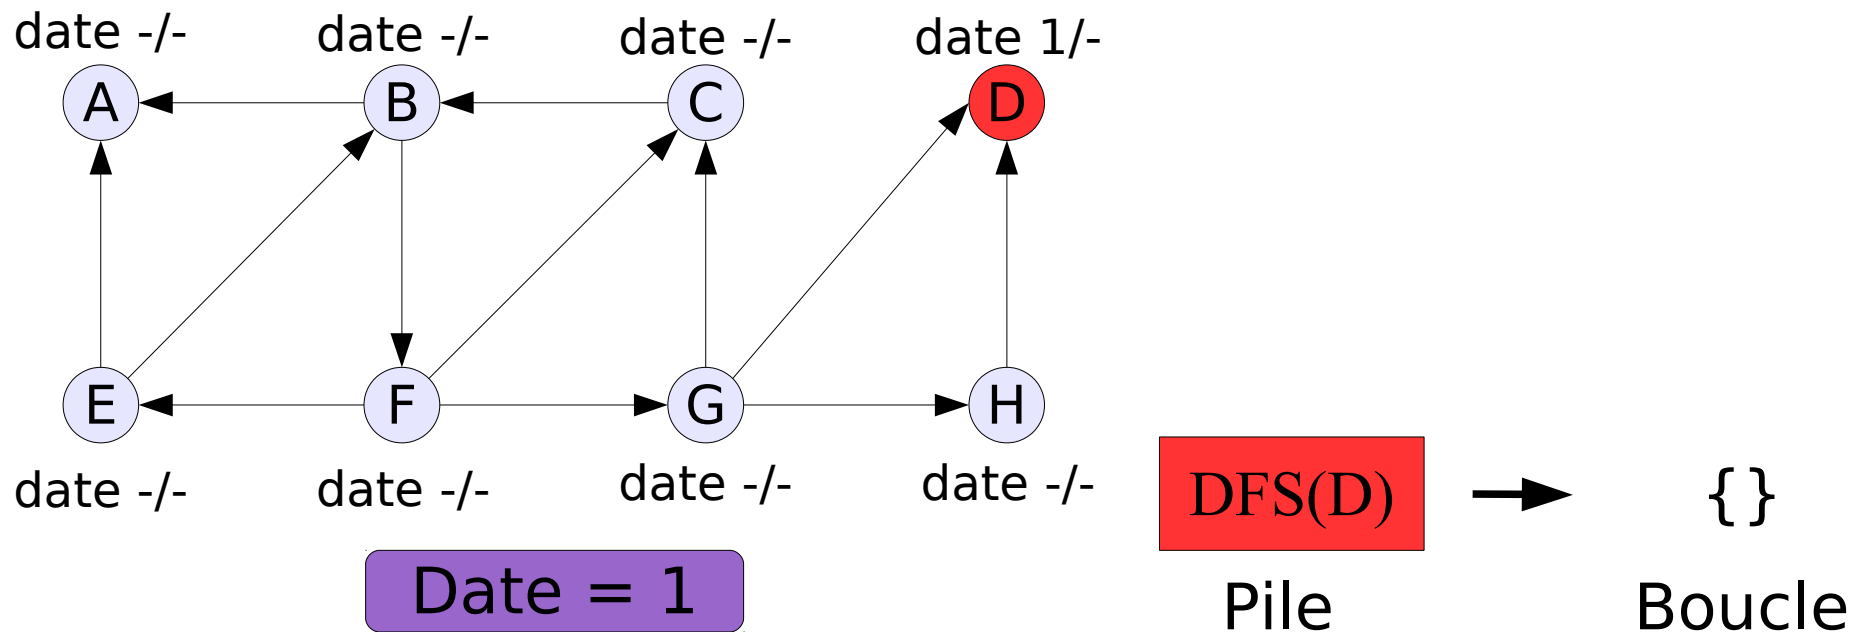 date -/- date -/- date -/- date 1/-
A B C D
E F G H
date -/- date -/- date -/- date -/-
DFS(D) {}
Date = 1
Pile Boucle